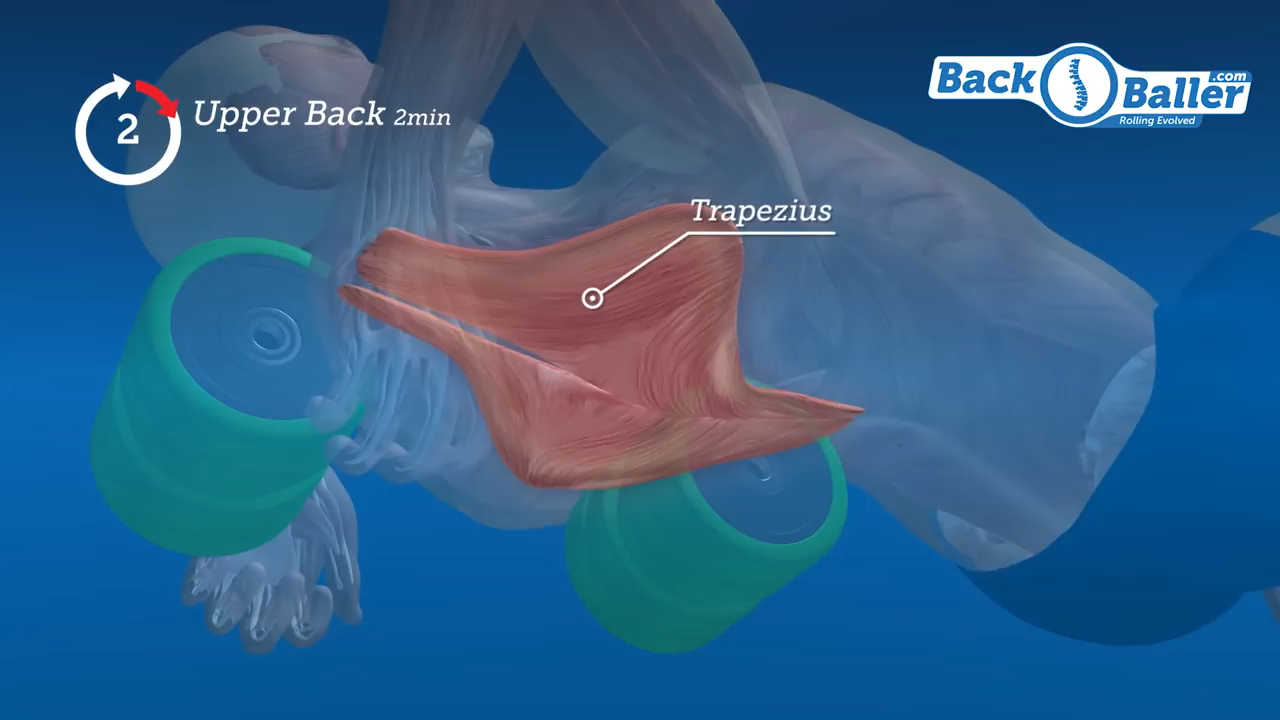 2
Upper Back 2min
Back Baller .com
Rolling Evolved
Trapezius